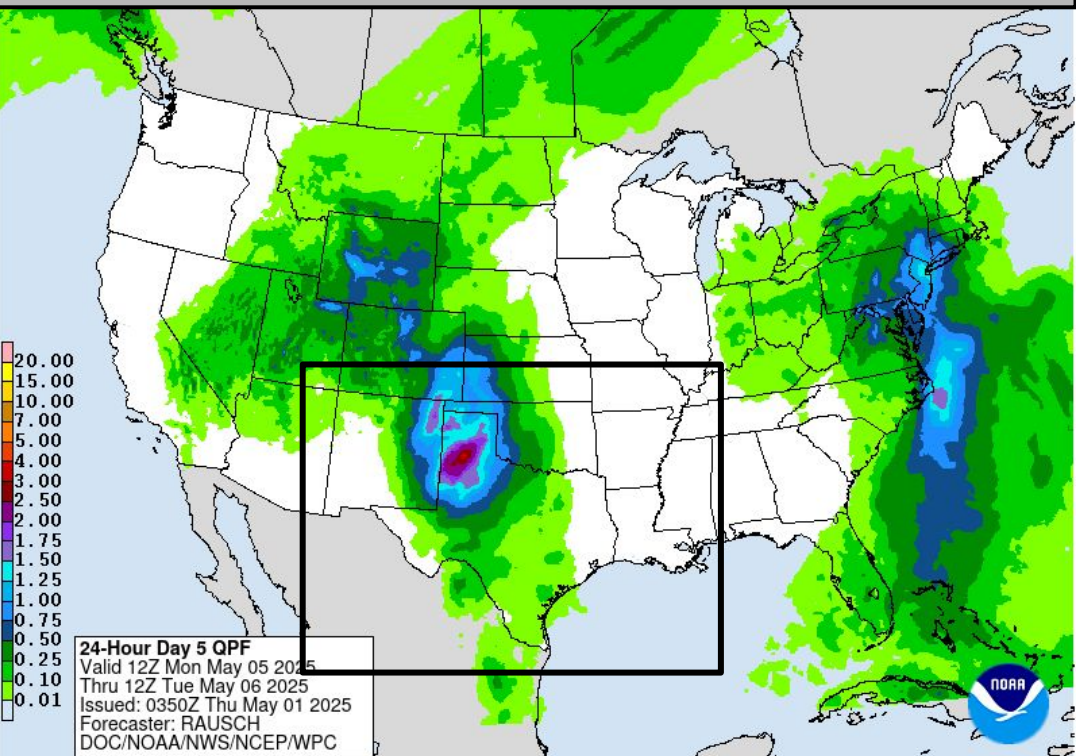 20.00
15.00
10.00
7.00
5.00
4.00
3.00
2.50
2.00
1.75
1.50
1.25
1.00
0.75
0.50
0.25
0.10
0.01
24-Hour Day 5 QPF
Valid 12Z Mon May 05 2025
Thru 12Z Tue May 06 2025
Issued: 0350Z Thu May 01 2025
Forecaster: RAUSCH
DOC/NOAA/NWS/NCEP/WPC
NOAA